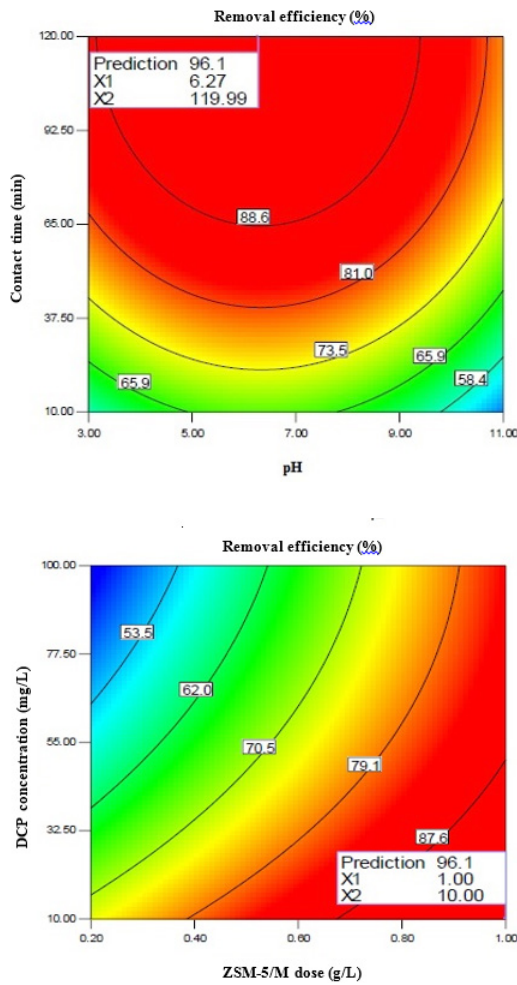 Removal efficiency (%)
120.00
Prediction 96.1
X1 6.27
X2 119.99
92.50
65.00
37.50
10.00
Contact time (min)
88.6
81.0
73.5
65.9
65.9
58.4
3.00 5.00 7.00 9.00 11.00
pH
Removal efficiency (%)
100.00
77.50
55.00
32.50
10.00
DCP concentration (mg/L)
53.5
62.0
70.5
79.1
87.6
Prediction 96.1
X1 1.00
X2 10.00
0.20 0.40 0.60 0.80 1.00
ZSM-5/M dose (g/L)